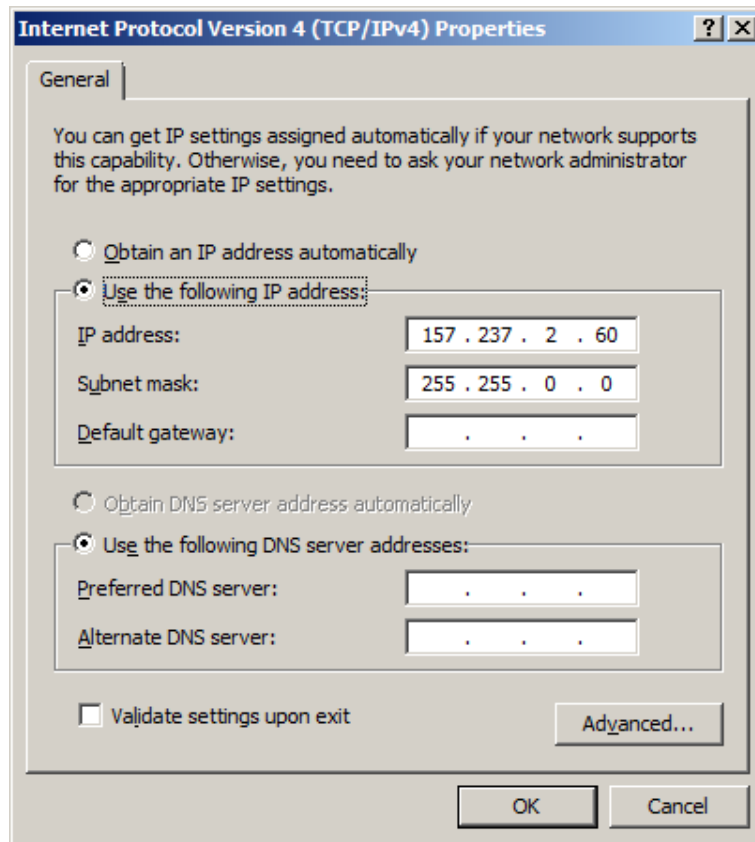 Internet Protocol Version 4 (TCP/IPv4) Properties
General
You can get IP settings assigned automatically if your network supports
this capability. Otherwise, you need to ask your network administrator
for the appropriate IP settings.
Obtain an IP address automatically
Use the following IP address:
IP address: 157 . 237 . 2 . 60
Subnet mask: 255 . 255 . 0 . 0
Default gateway: . . .
Obtain DNS server address automatically
Use the following DNS server addresses:
Preferred DNS server: . . .
Alternate DNS server: . . .
Validate settings upon exit
Advanced...
OK Cancel